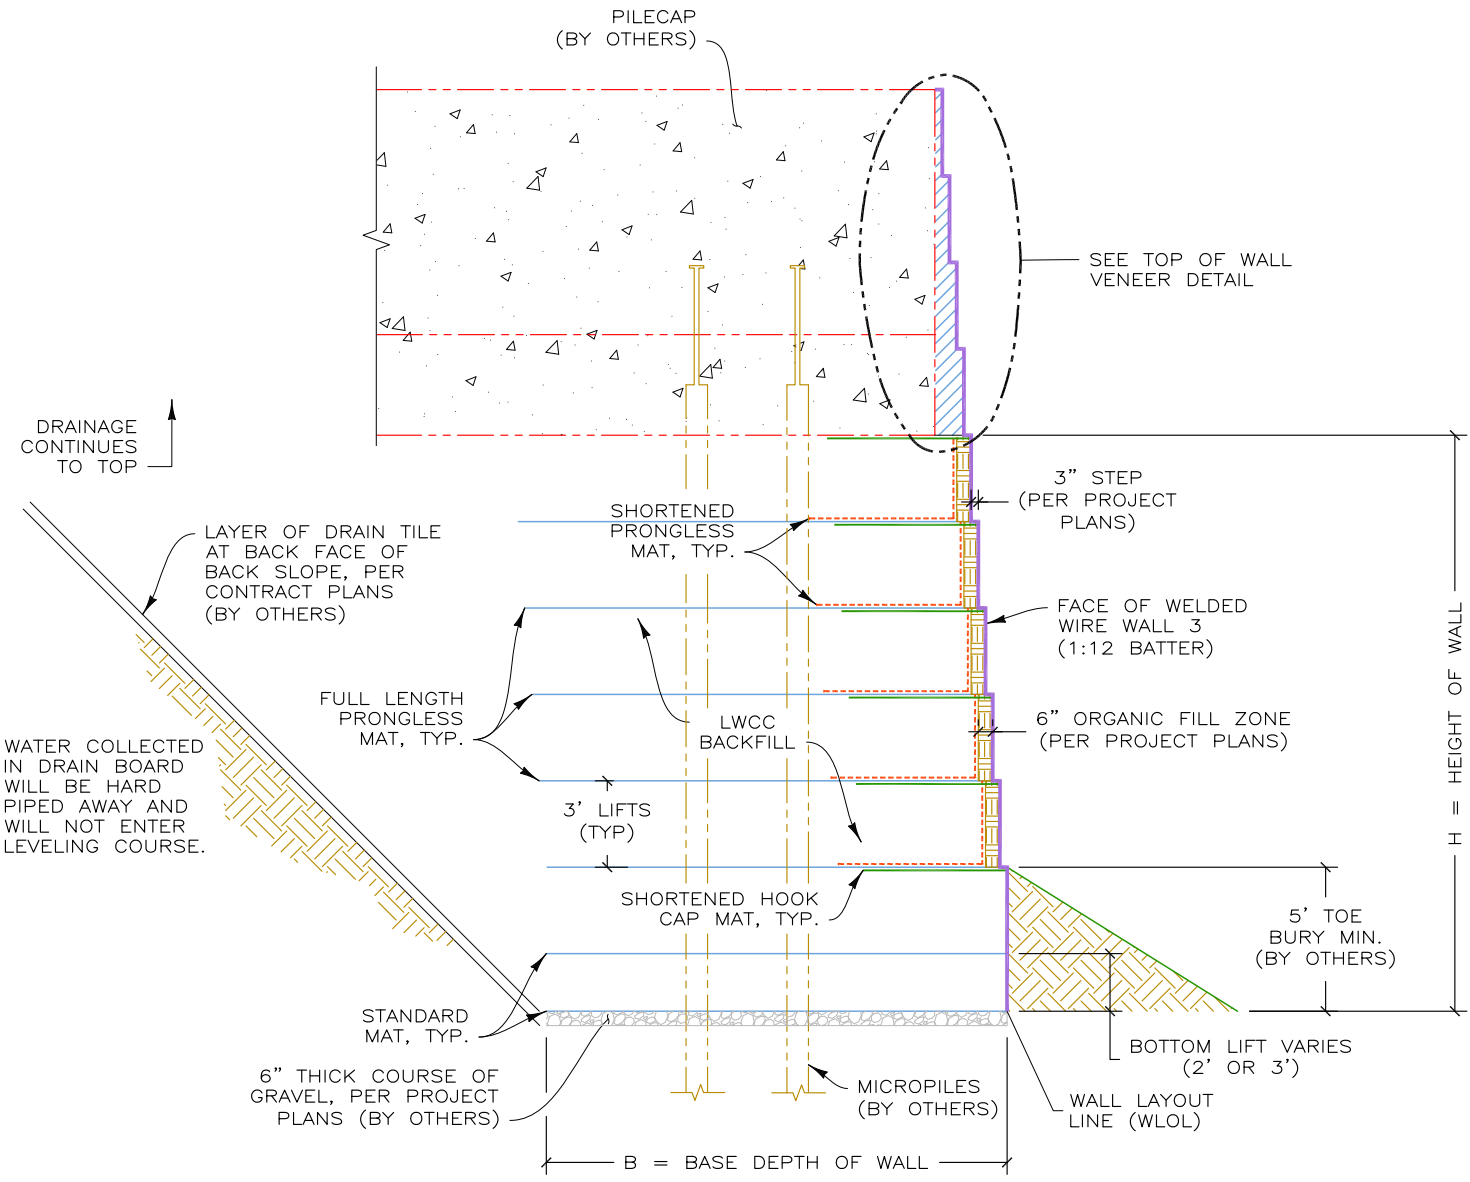 PILECAP
(BY OTHERS)
SEE TOP OF WALL
VENEER DETAIL
DRAINAGE
CONTINUES
TO TOP
3” STEP
(PER PROJECT
PLANS)
SHORTENED
PRONGLESS
MAT, TYP.
LAYER OF DRAIN TILE
AT BACK FACE OF
BACK SLOPE, PER
CONTRACT PLANS
(BY OTHERS)
FACE OF WELDED
WIRE WALL 3
(1:12 BATTER)
H = HEIGHT OF WALL
FULL LENGTH
PRONGLESS
MAT, TYP.
LWCC
BACKFILL
6” ORGANIC FILL ZONE
(PER PROJECT PLANS)
WATER COLLECTED
IN DRAIN BOARD
WILL BE HARD
PIPED AWAY AND
WILL NOT ENTER
LEVELING COURSE.
3’ LIFTS
(TYP)
SHORTENED HOOK
CAP MAT, TYP.
5’ TOE
BURY MIN.
(BY OTHERS)
STANDARD
MAT, TYP.
BOTTOM LIFT VARIES
(2’ OR 3’)
6” THICK COURSE OF
GRAVEL, PER PROJECT
PLANS (BY OTHERS)
MICROPILES
(BY OTHERS)
WALL LAYOUT
LINE (WLOL)
B = BASE DEPTH OF WALL